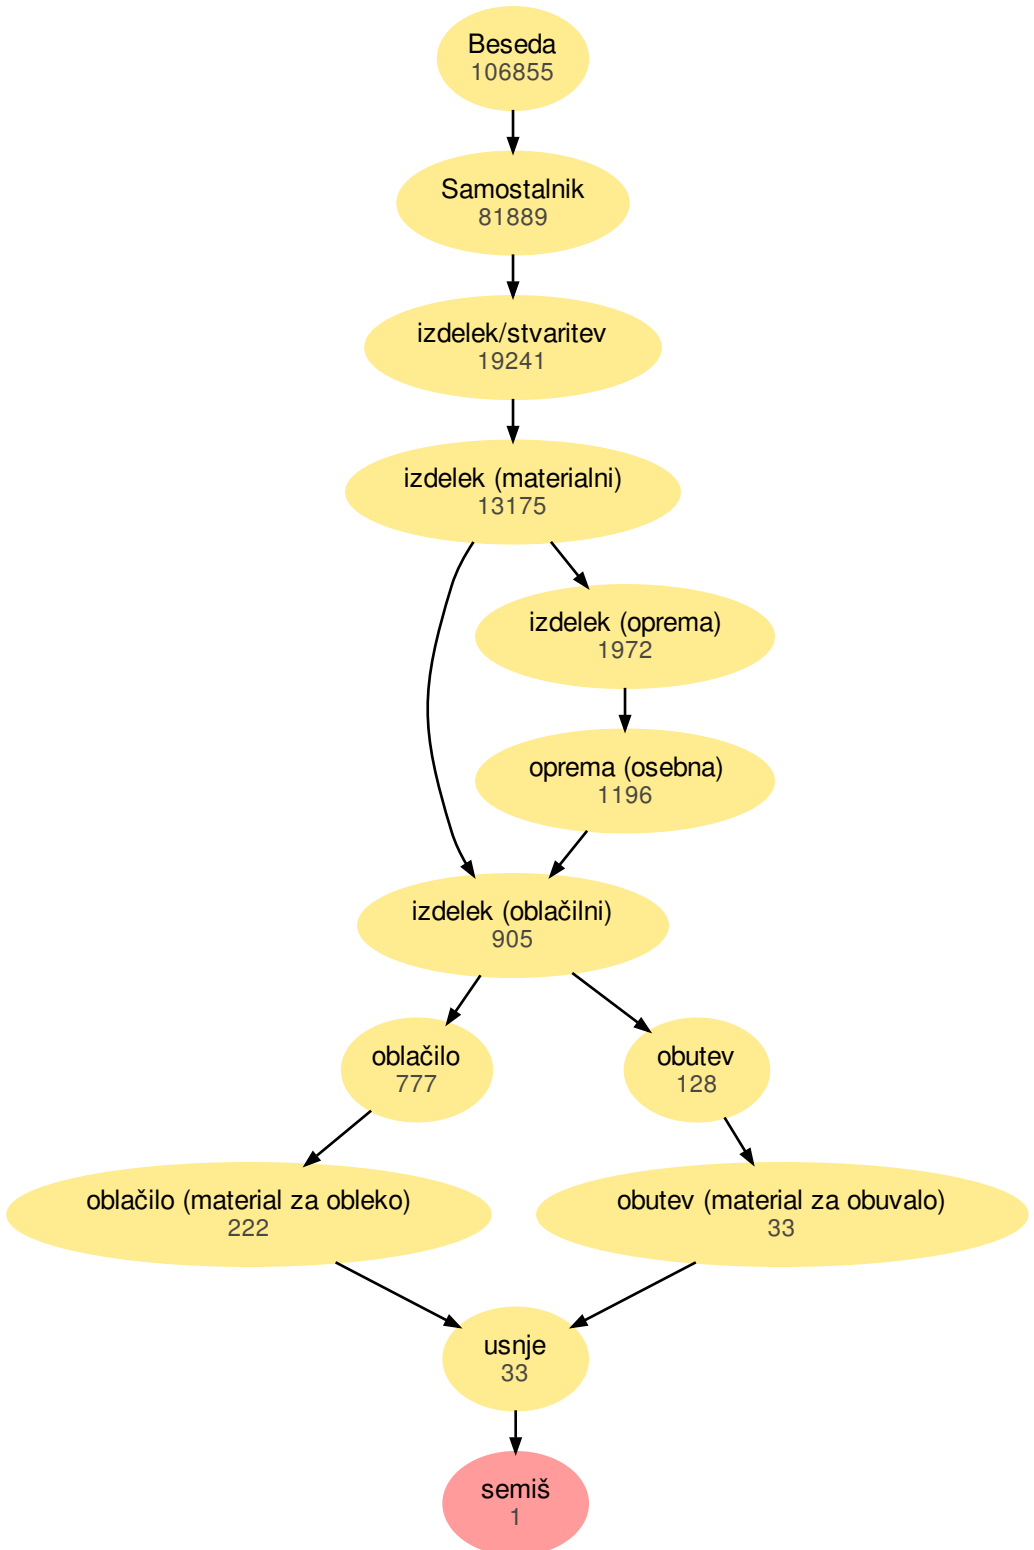 Beseda
106855
Samostalnik
81889
izdelek/stvaritev
19241
izdelek (materialni)
13175
izdelek (oprema)
1972
oprema (osebna)
1196
izdelek (oblačilni)
905
oblačilo
777
obutev
128
oblačilo (material za obleko)
222
obutev (material za obuvalo)
33
usnje
33
semiš
1